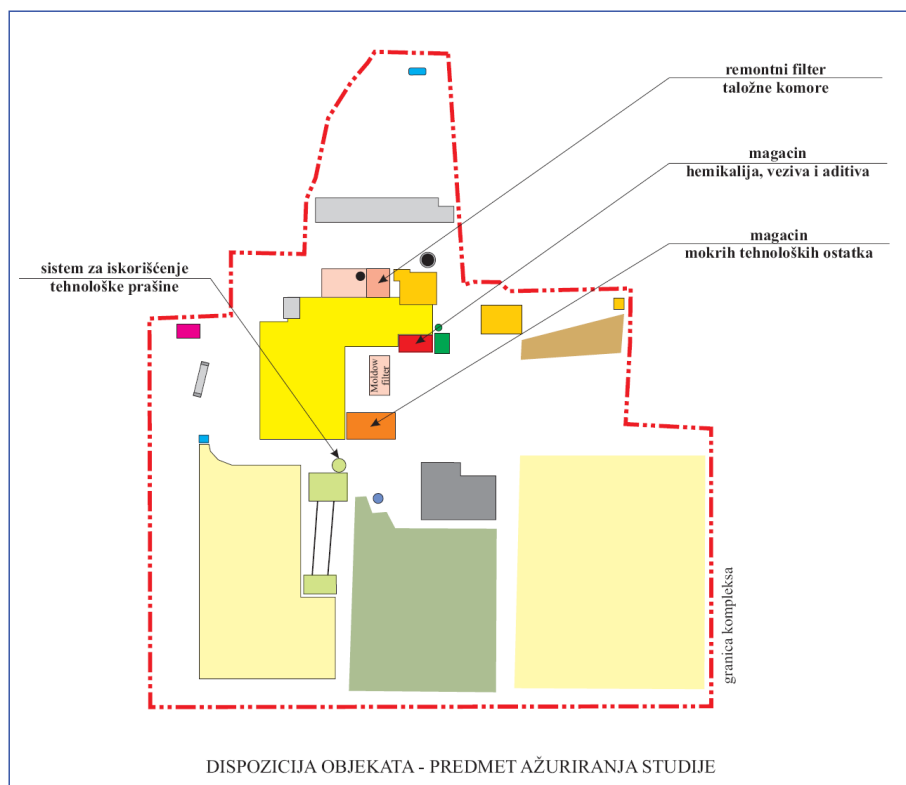 remontni filter
taložne komore
magacin
hemikalija, veziva i aditiva
magacin
mokrih tehnoloških ostatka
sistem za iskorišćenje
tehnološke prašine
Moldow
filter
granica kompleksa
DISPOZICIJA OBJEKATA - PREDMET AŽURIRANJA STUDIJE